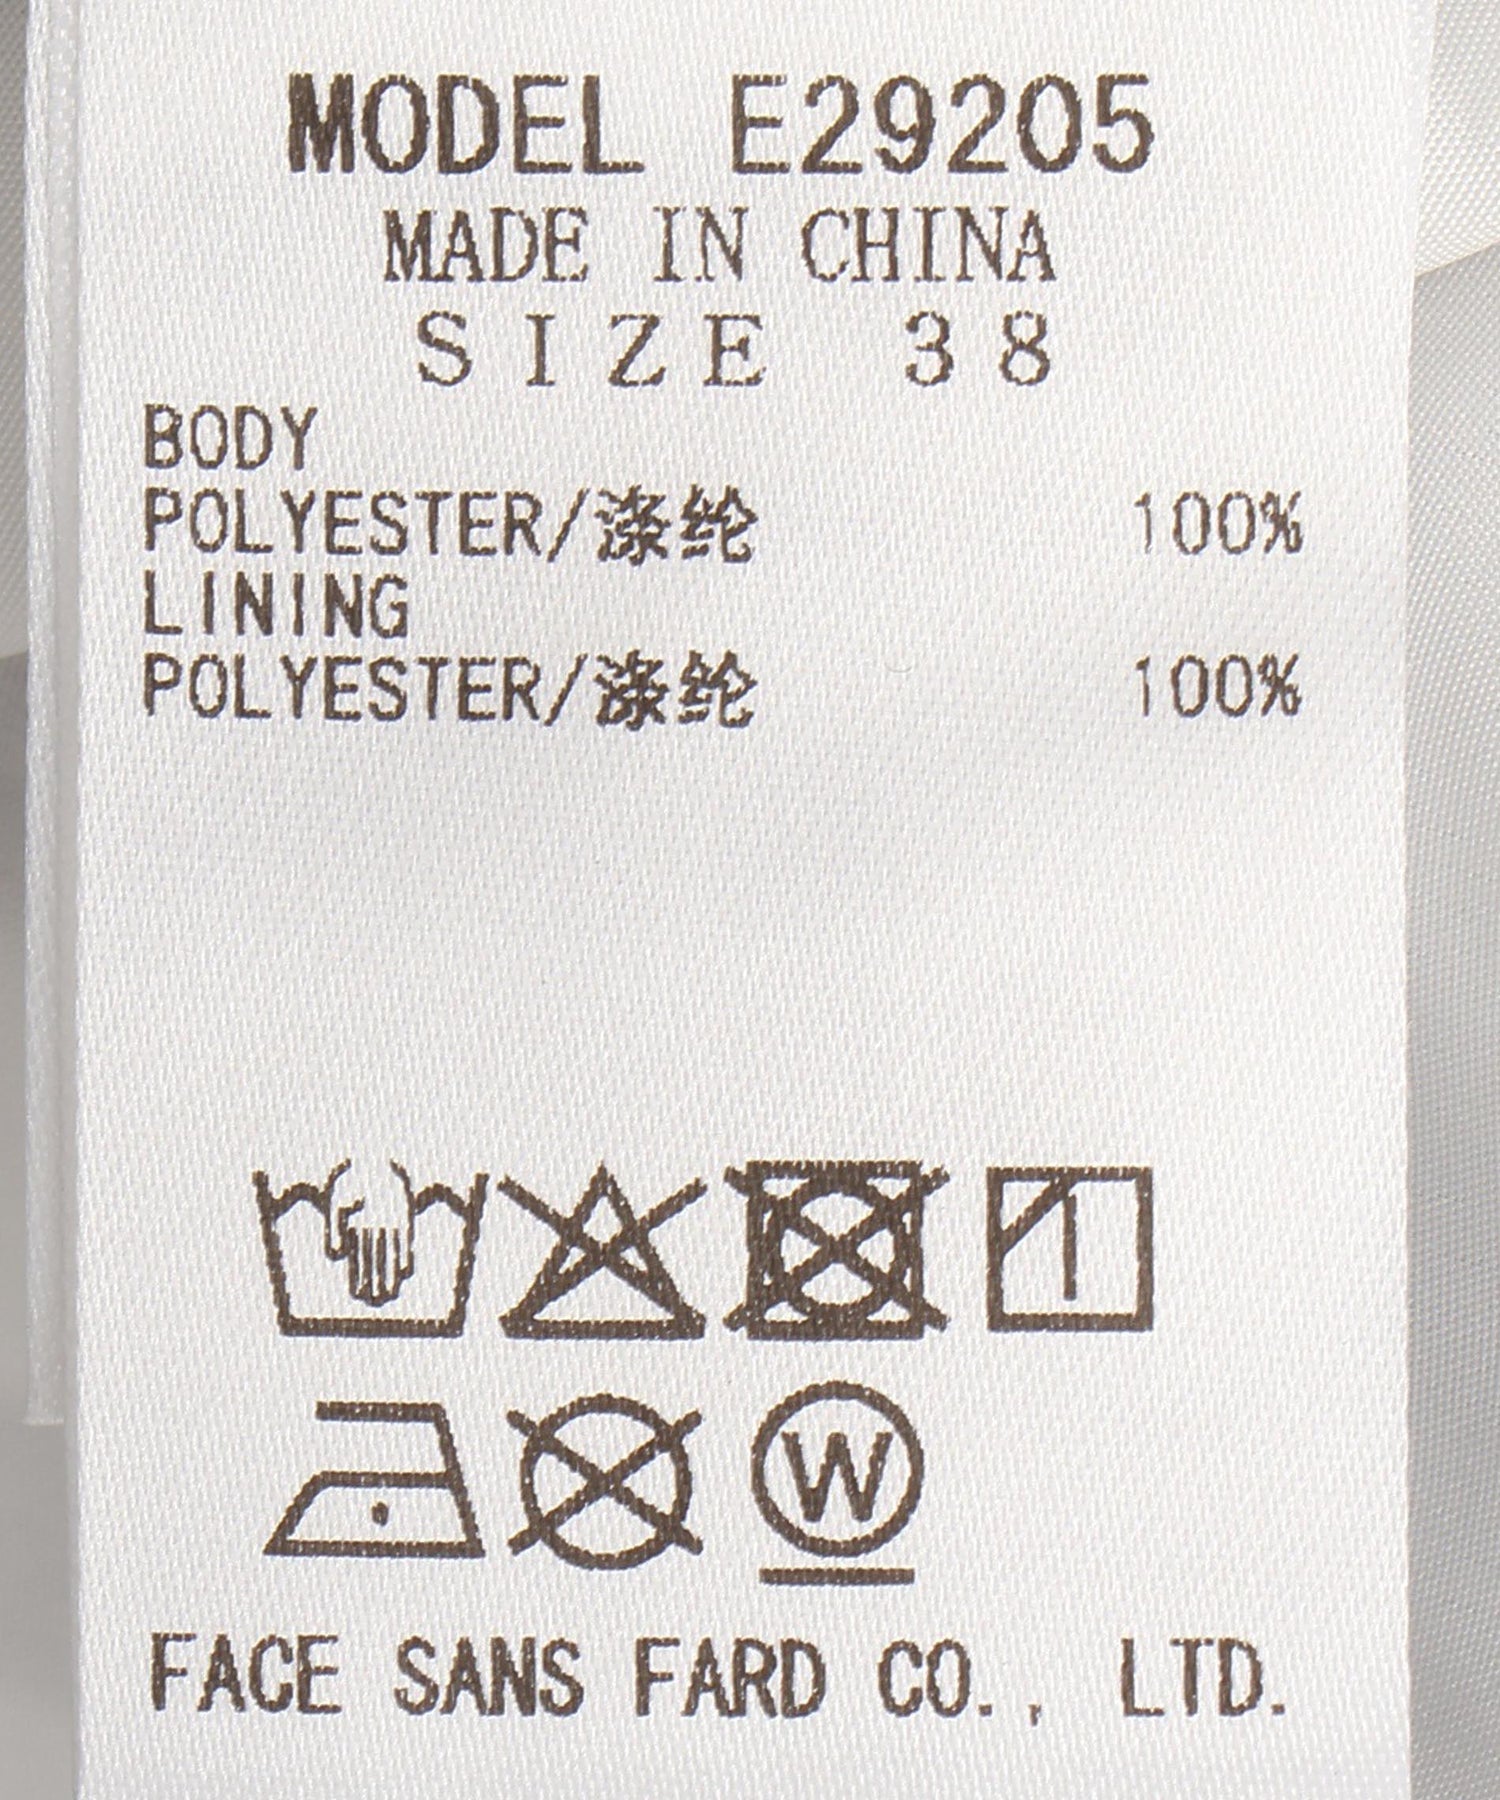 MODEL E29205
MADE IN CHINA
SIZE 38
BODY
POLYESTER/涤纶 100%
LINING
POLYESTER/涤纶 100%
W
FACE SANS FARD CO., LTD.